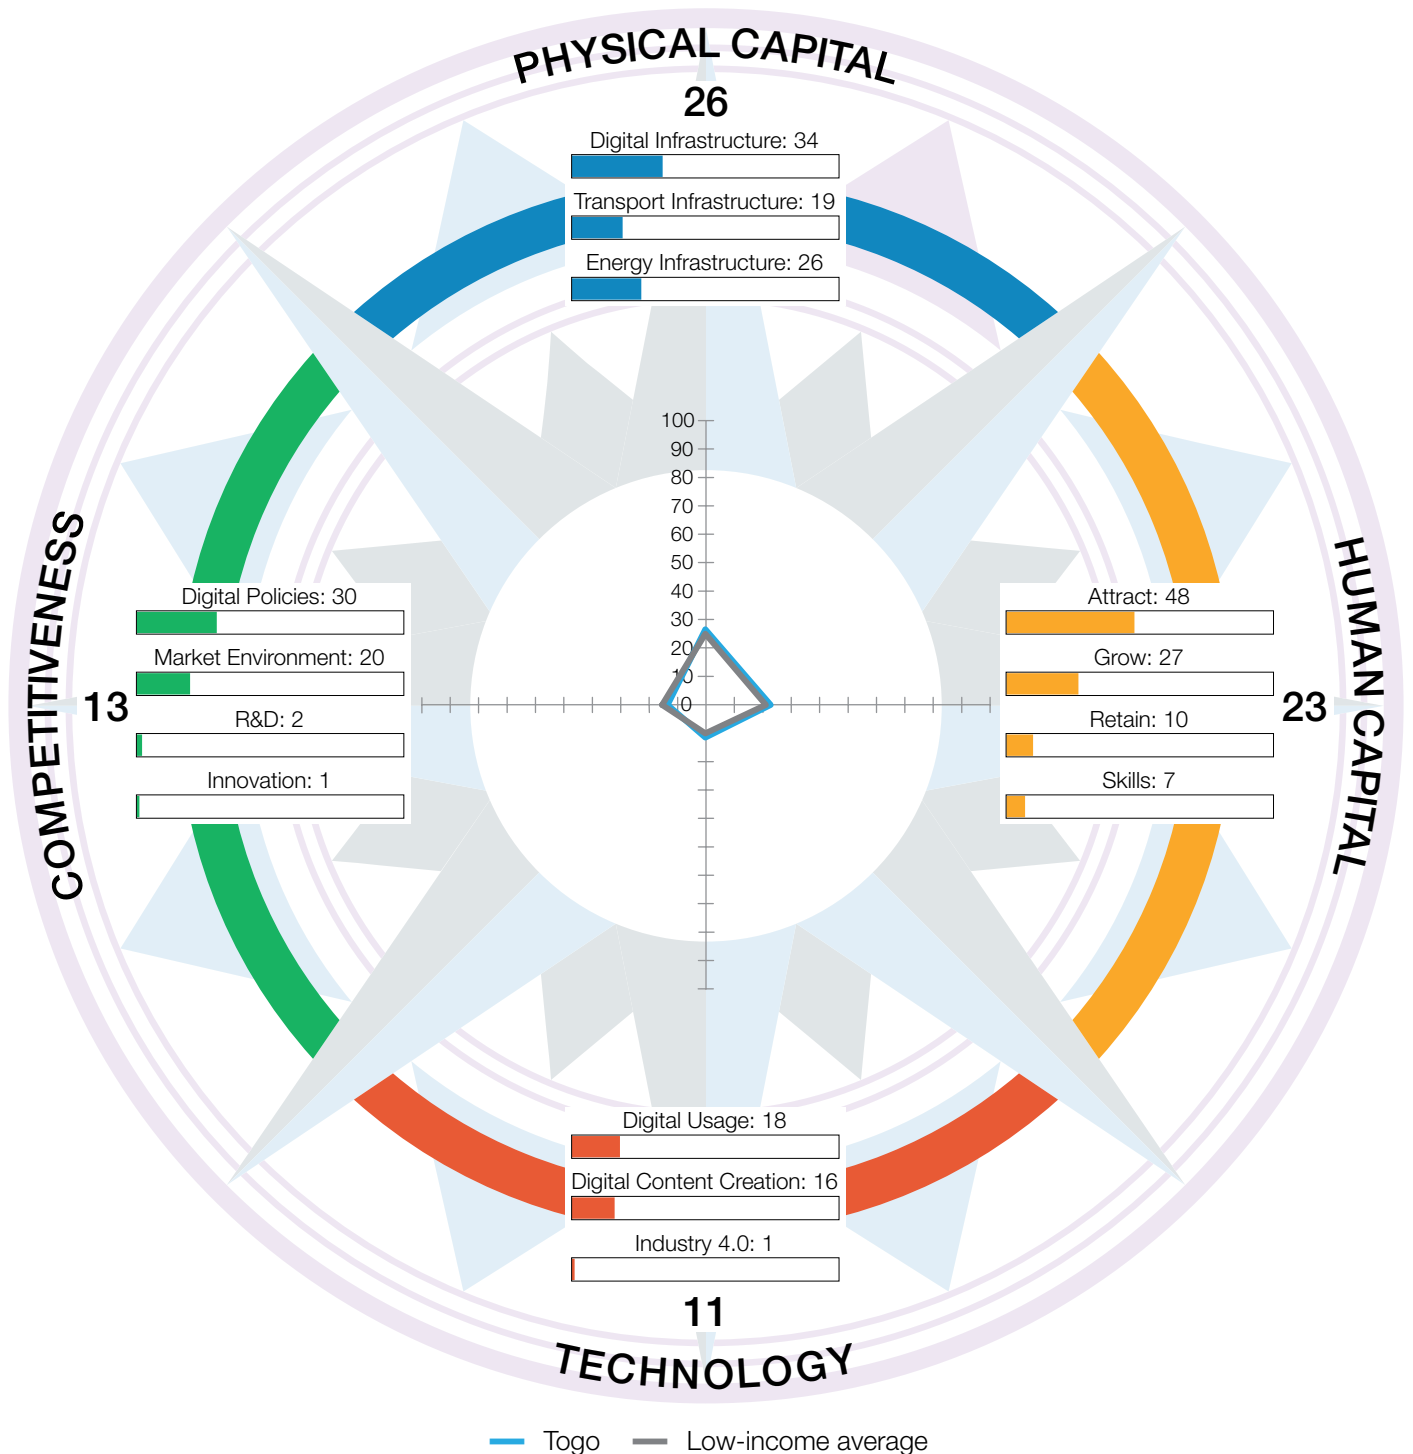 PHYSICAL CAPITAL
26
Digital Infrastructure: 34
Transport Infrastructure: 19
Energy Infrastructure: 26
100
90
80
70
60
50
40
30
20
10
0
COMPETITIVENESS
13
Digital Policies: 30
Market Environment: 20
R&D: 2
Innovation: 1
HUMAN CAPITAL
23
Attract: 48
Grow: 27
Retain: 10
Skills: 7
Digital Usage: 18
Digital Content Creation: 16
Industry 4.0: 1
11
TECHNOLOGY
Togo
Low-income average